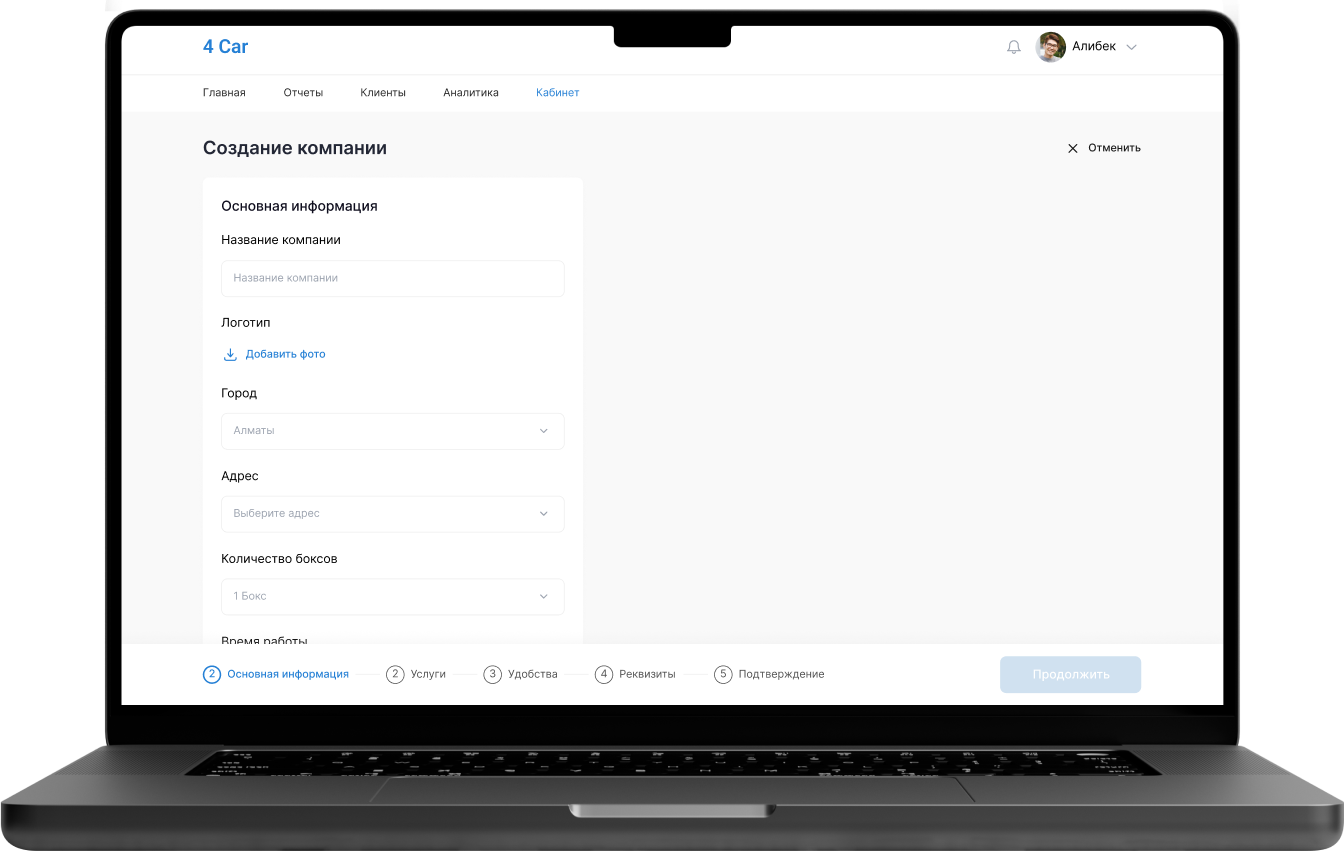 4 Car
Алибек
Главная Отчеты Клиенты Аналитика Кабинет
Создание компании
Отменить
Основная информация
Название компании
Название компании
Логотип
Добавить фото
Город
Алматы
Адрес
Выберите адрес
Количество боксов
1 Бокс
Время работы
2 Основная информация 2 Услуги 3 Удобства 4 Реквизиты 5 Подтверждение
Продолжить